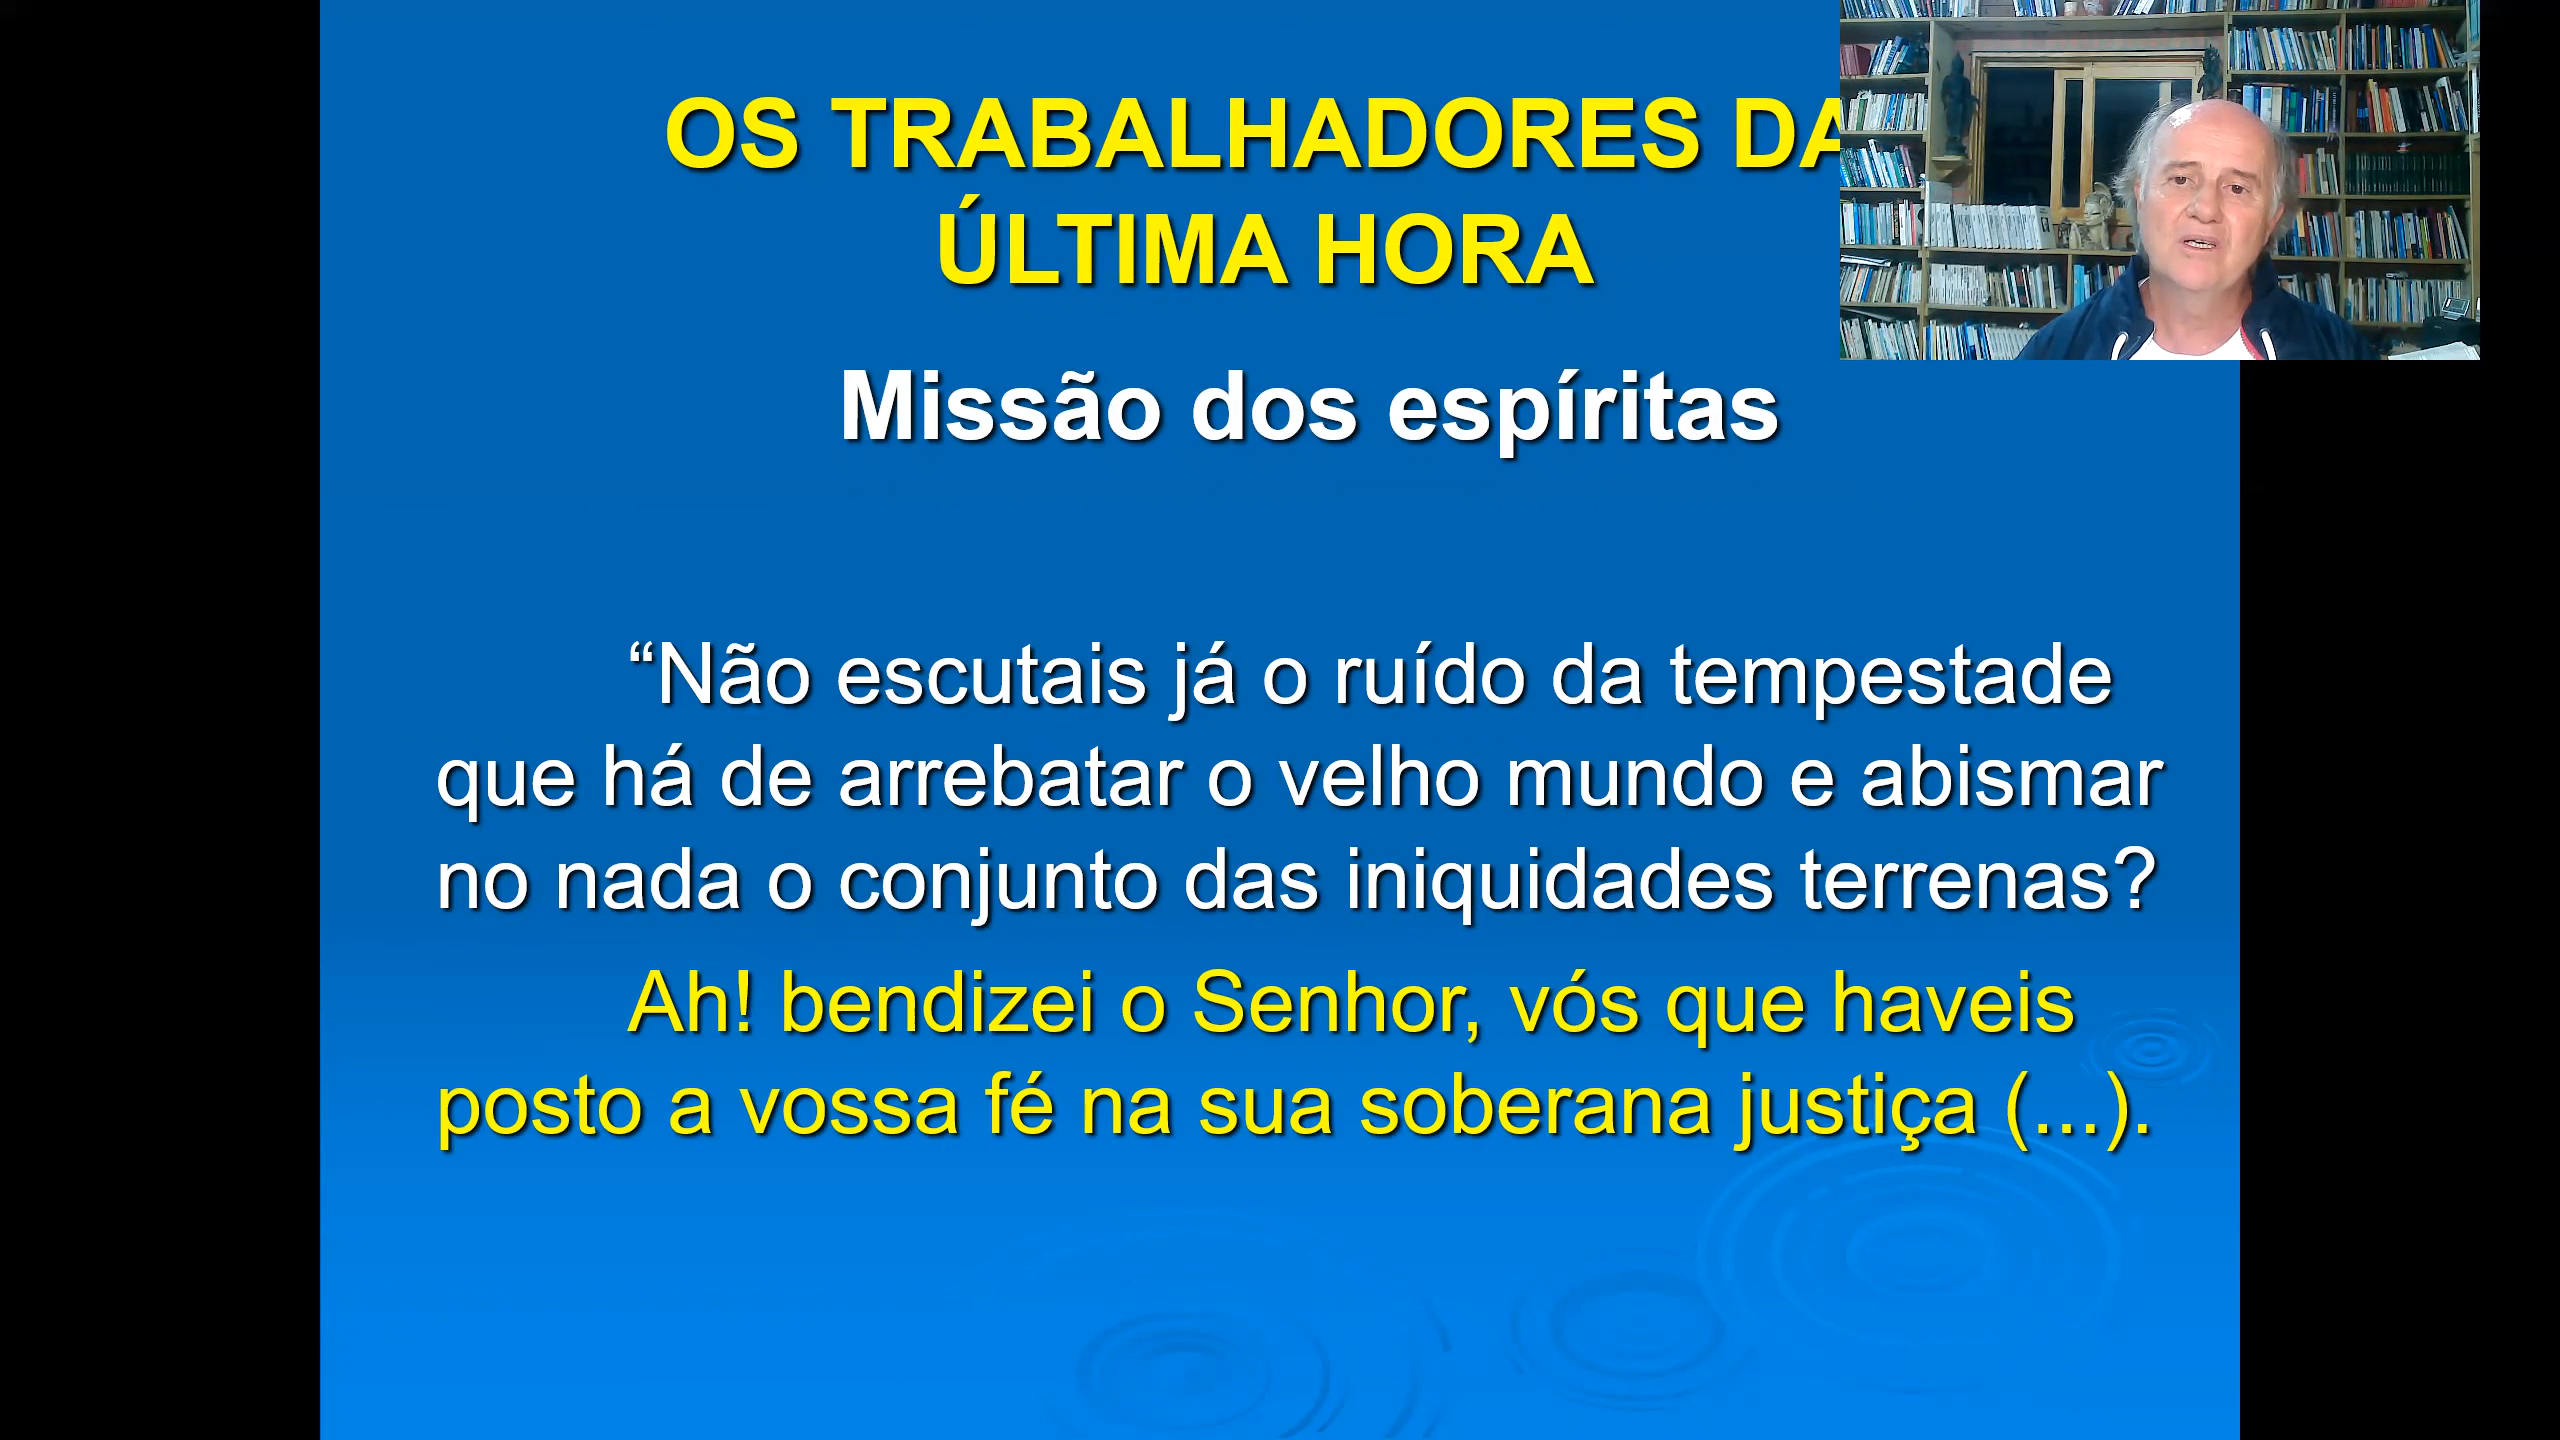 OS TRABALHADORES DA
ÚLTIMA HORA
Missão dos espíritas
“Não escutais já o ruído da tempestade
que há de arrebatar o velho mundo e abismar
no nada o conjunto das iniquidades terrenas?
Ah! bendizei o Senhor, vós que haveis
posto a vossa fé na sua soberana justiça (...).